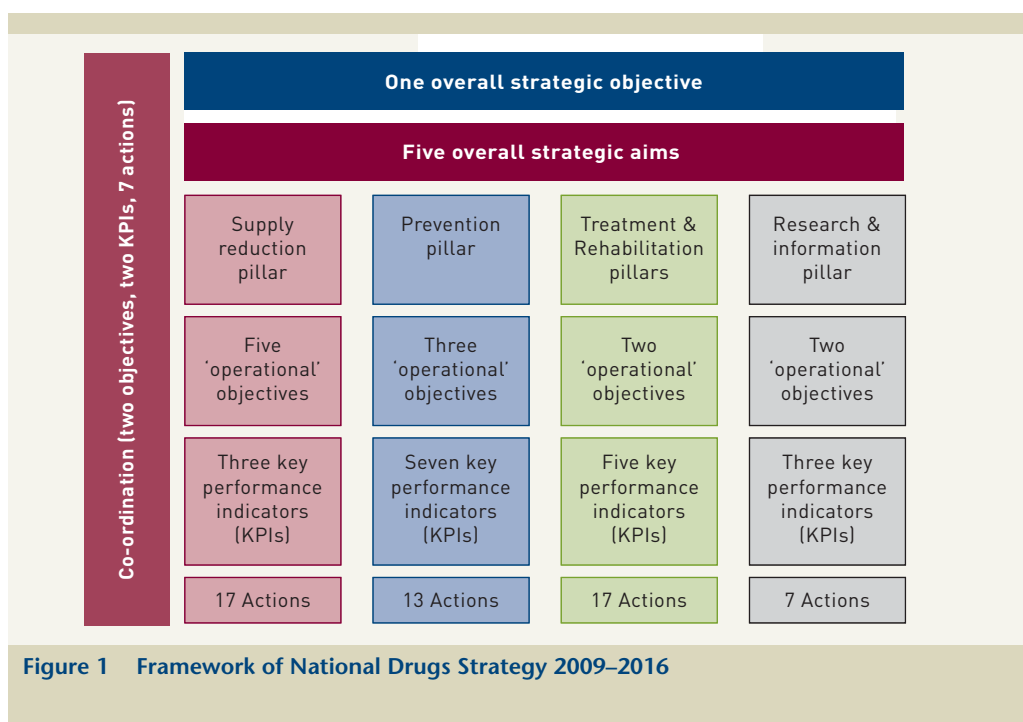 Co-ordination (two objectives, two KPIs, 7 actions)
One overall strategic objective
Five overall strategic aims
Supply
reduction
pillar
Prevention
pillar
Treatment &
Rehabilitation
pillars
Research &
information
pillar
Five
‘operational’
objectives
Three
‘operational’
objectives
Two
‘operational’
objectives
Two
‘operational’
objectives
Three key
performance
indicators
(KPIs)
Seven key
performance
indicators
(KPIs)
Five key
performance
indicators
(KPIs)
Three key
performance
indicators
(KPIs)
17 Actions
13 Actions
17 Actions
7 Actions
Figure 1 Framework of National Drugs Strategy 2009–2016